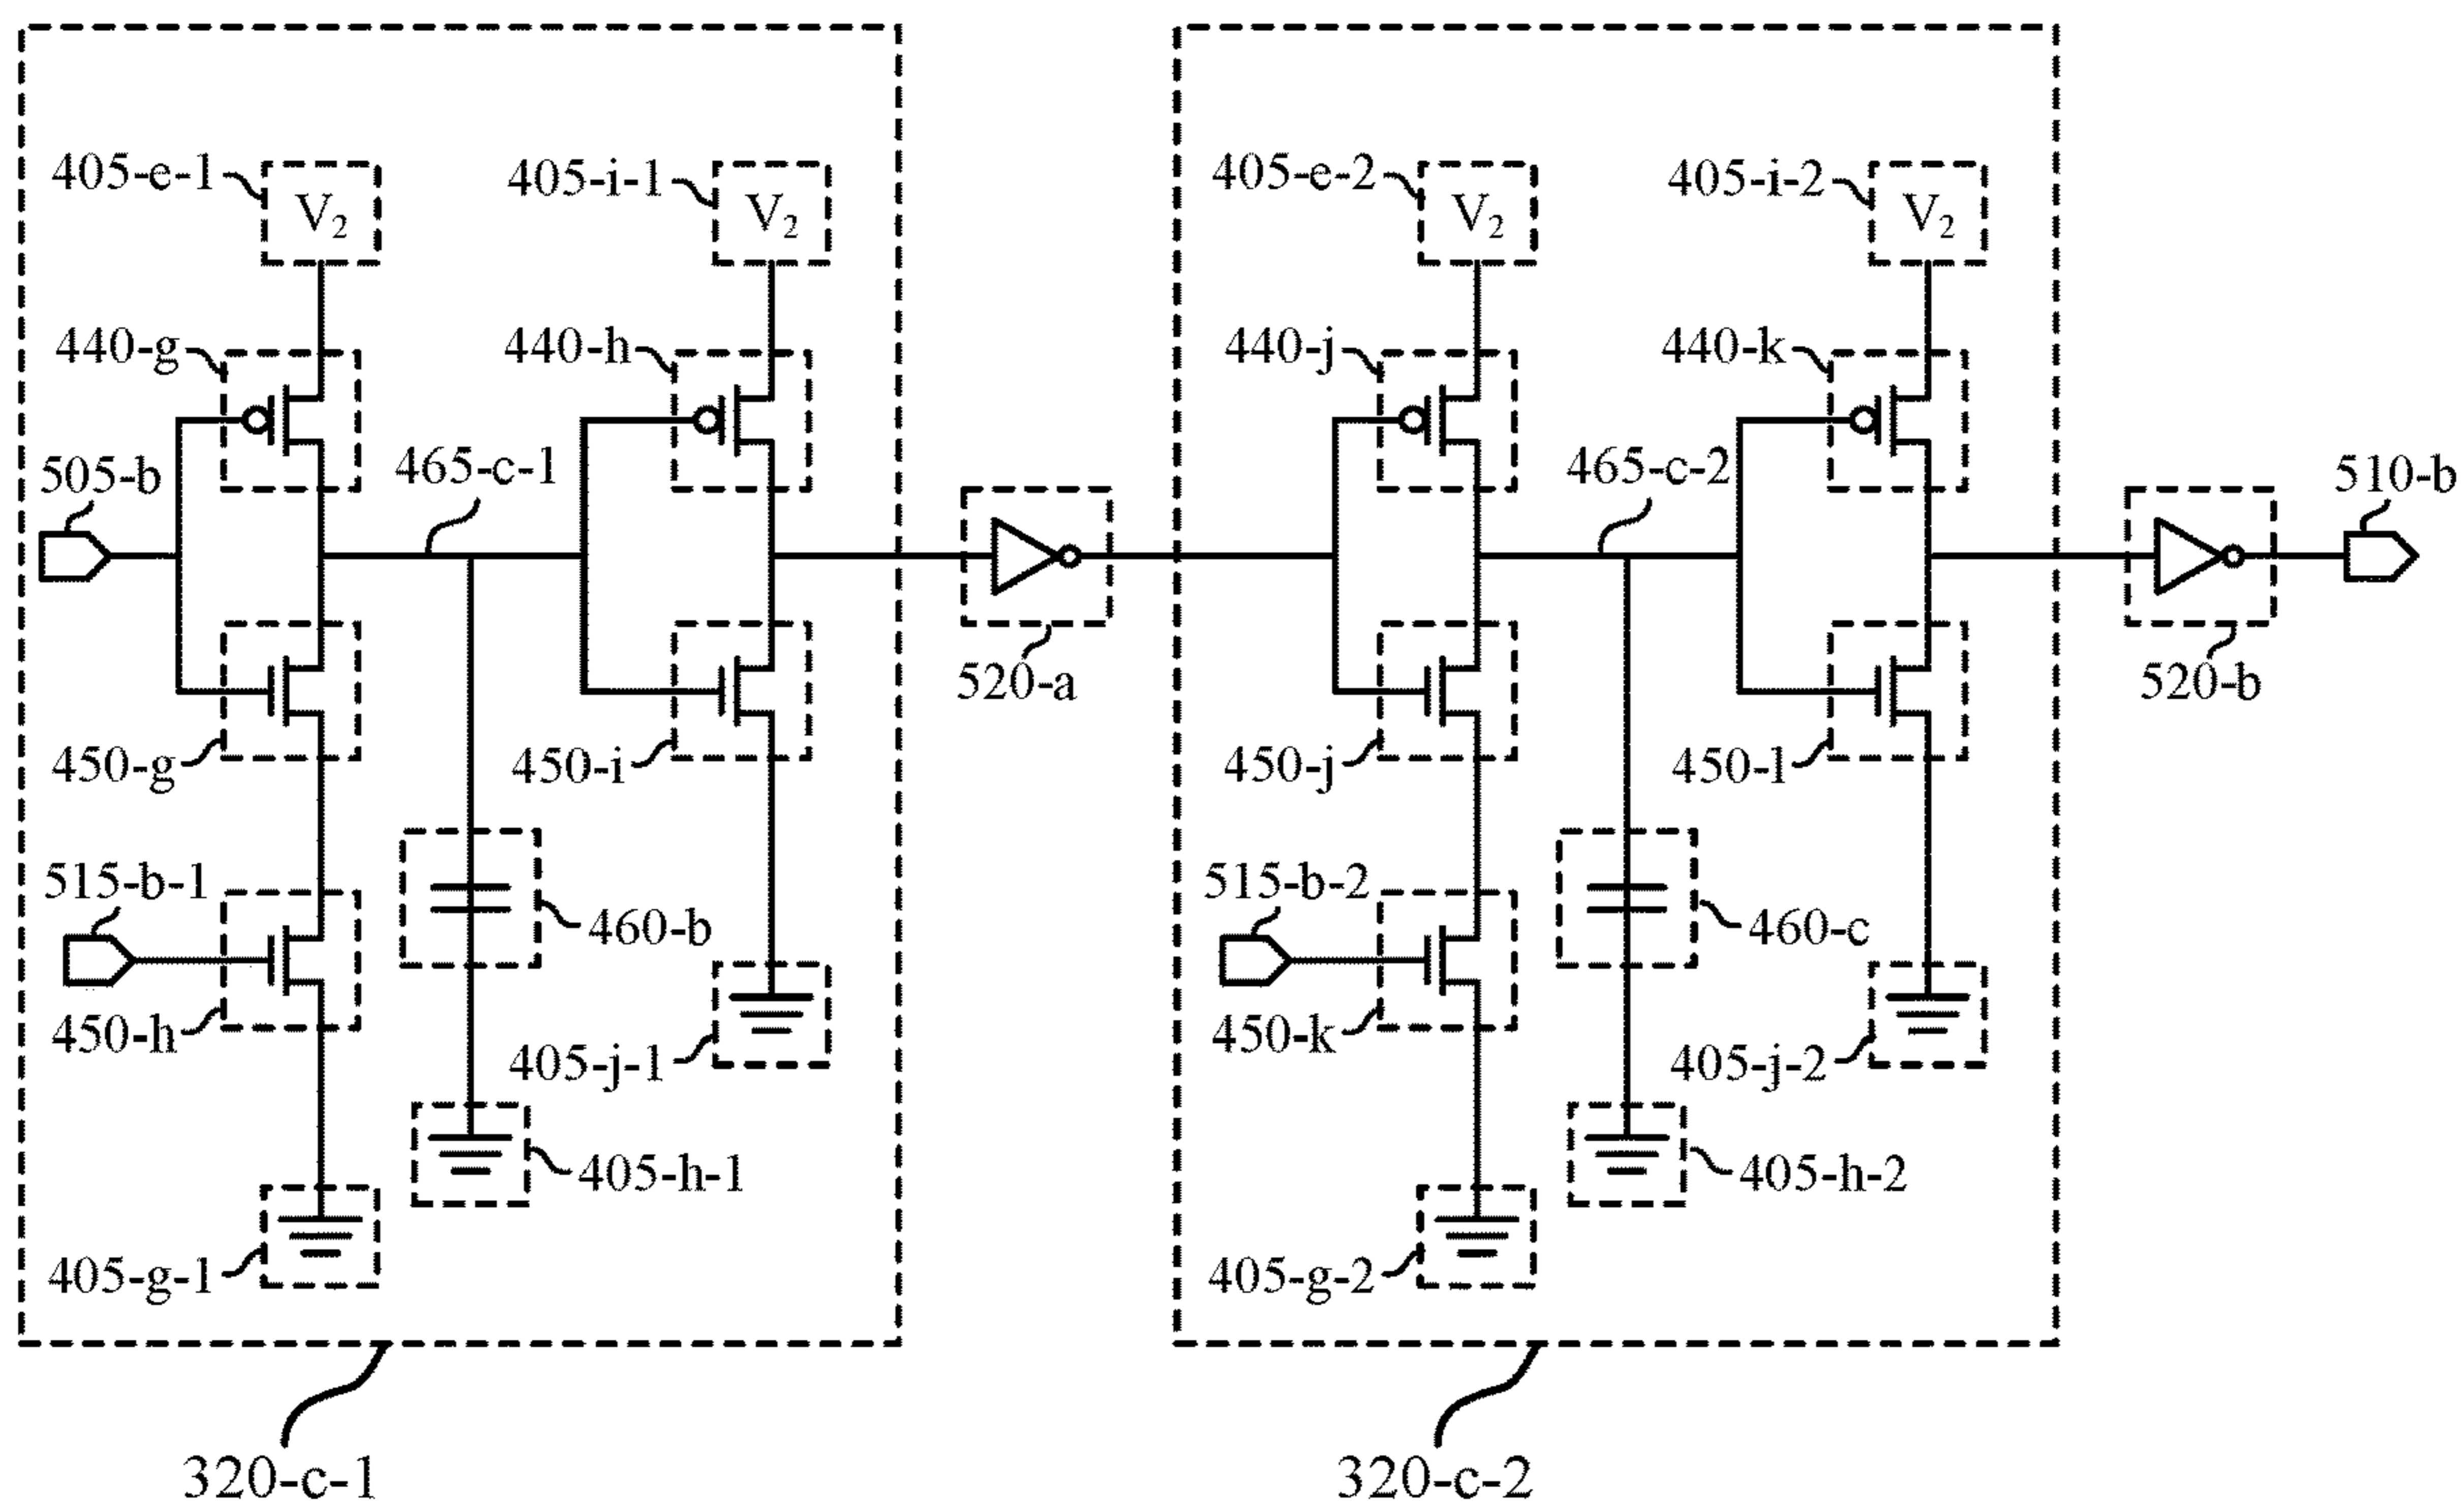 405-e-1
V₂
405-i-1
V₂
405-e-2
V₂
405-i-2
V₂
440-g
440-h
440-j
440-k
505-b
465-c-1
465-c-2
510-b
450-g
450-i
520-a
450-j
450-l
520-b
515-b-1
460-b
515-b-2
460-c
450-h
405-j-1
450-k
405-j-2
405-h-1
405-h-2
405-g-1
405-g-2
320-c-1
320-c-2